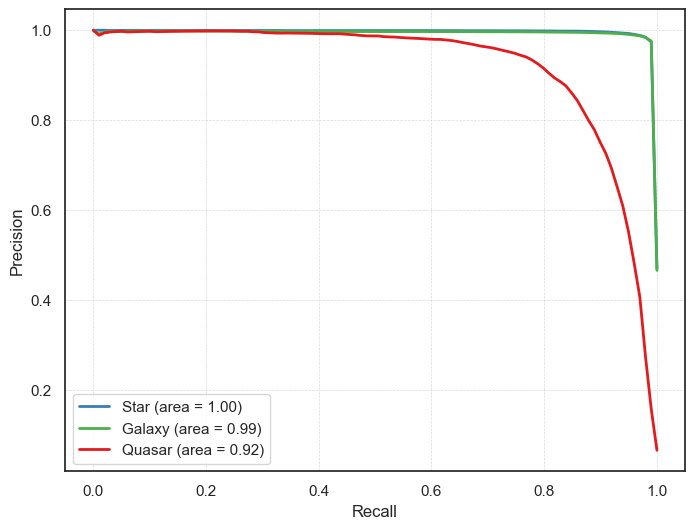 1.0
0.8
0.6
0.4
0.2
Precision
Star (area = 1.00)
Galaxy (area = 0.99)
Quasar (area = 0.92)
0.0 0.2 0.4 0.6 0.8 1.0
Recall